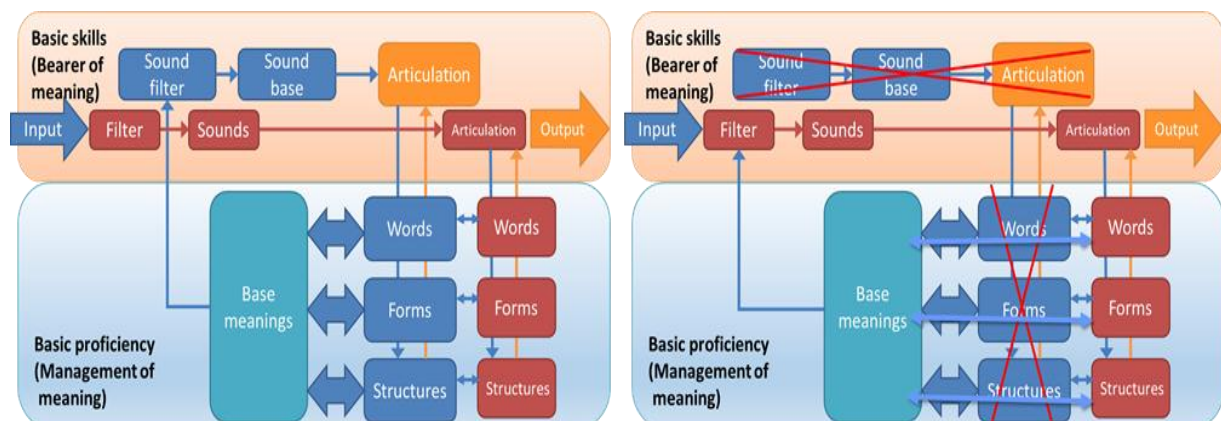 Basic skills
(Bearer of
meaning)
Sound
filter
Sound
base
Articulation
Input
Filter
Sounds
Articulation
Output
Words
Words
Base
meanings
Forms
Forms
Basic proficiency
(Management of
meaning)
Structures
Structures
Basic skills
(Bearer of
meaning)
Sound
filter
Sound
base
Articulation
Input
Filter
Sounds
Articulation
Output
Words
Words
Base
meanings
Forms
Forms
Basic proficiency
(Management of
meaning)
Structures
Structures